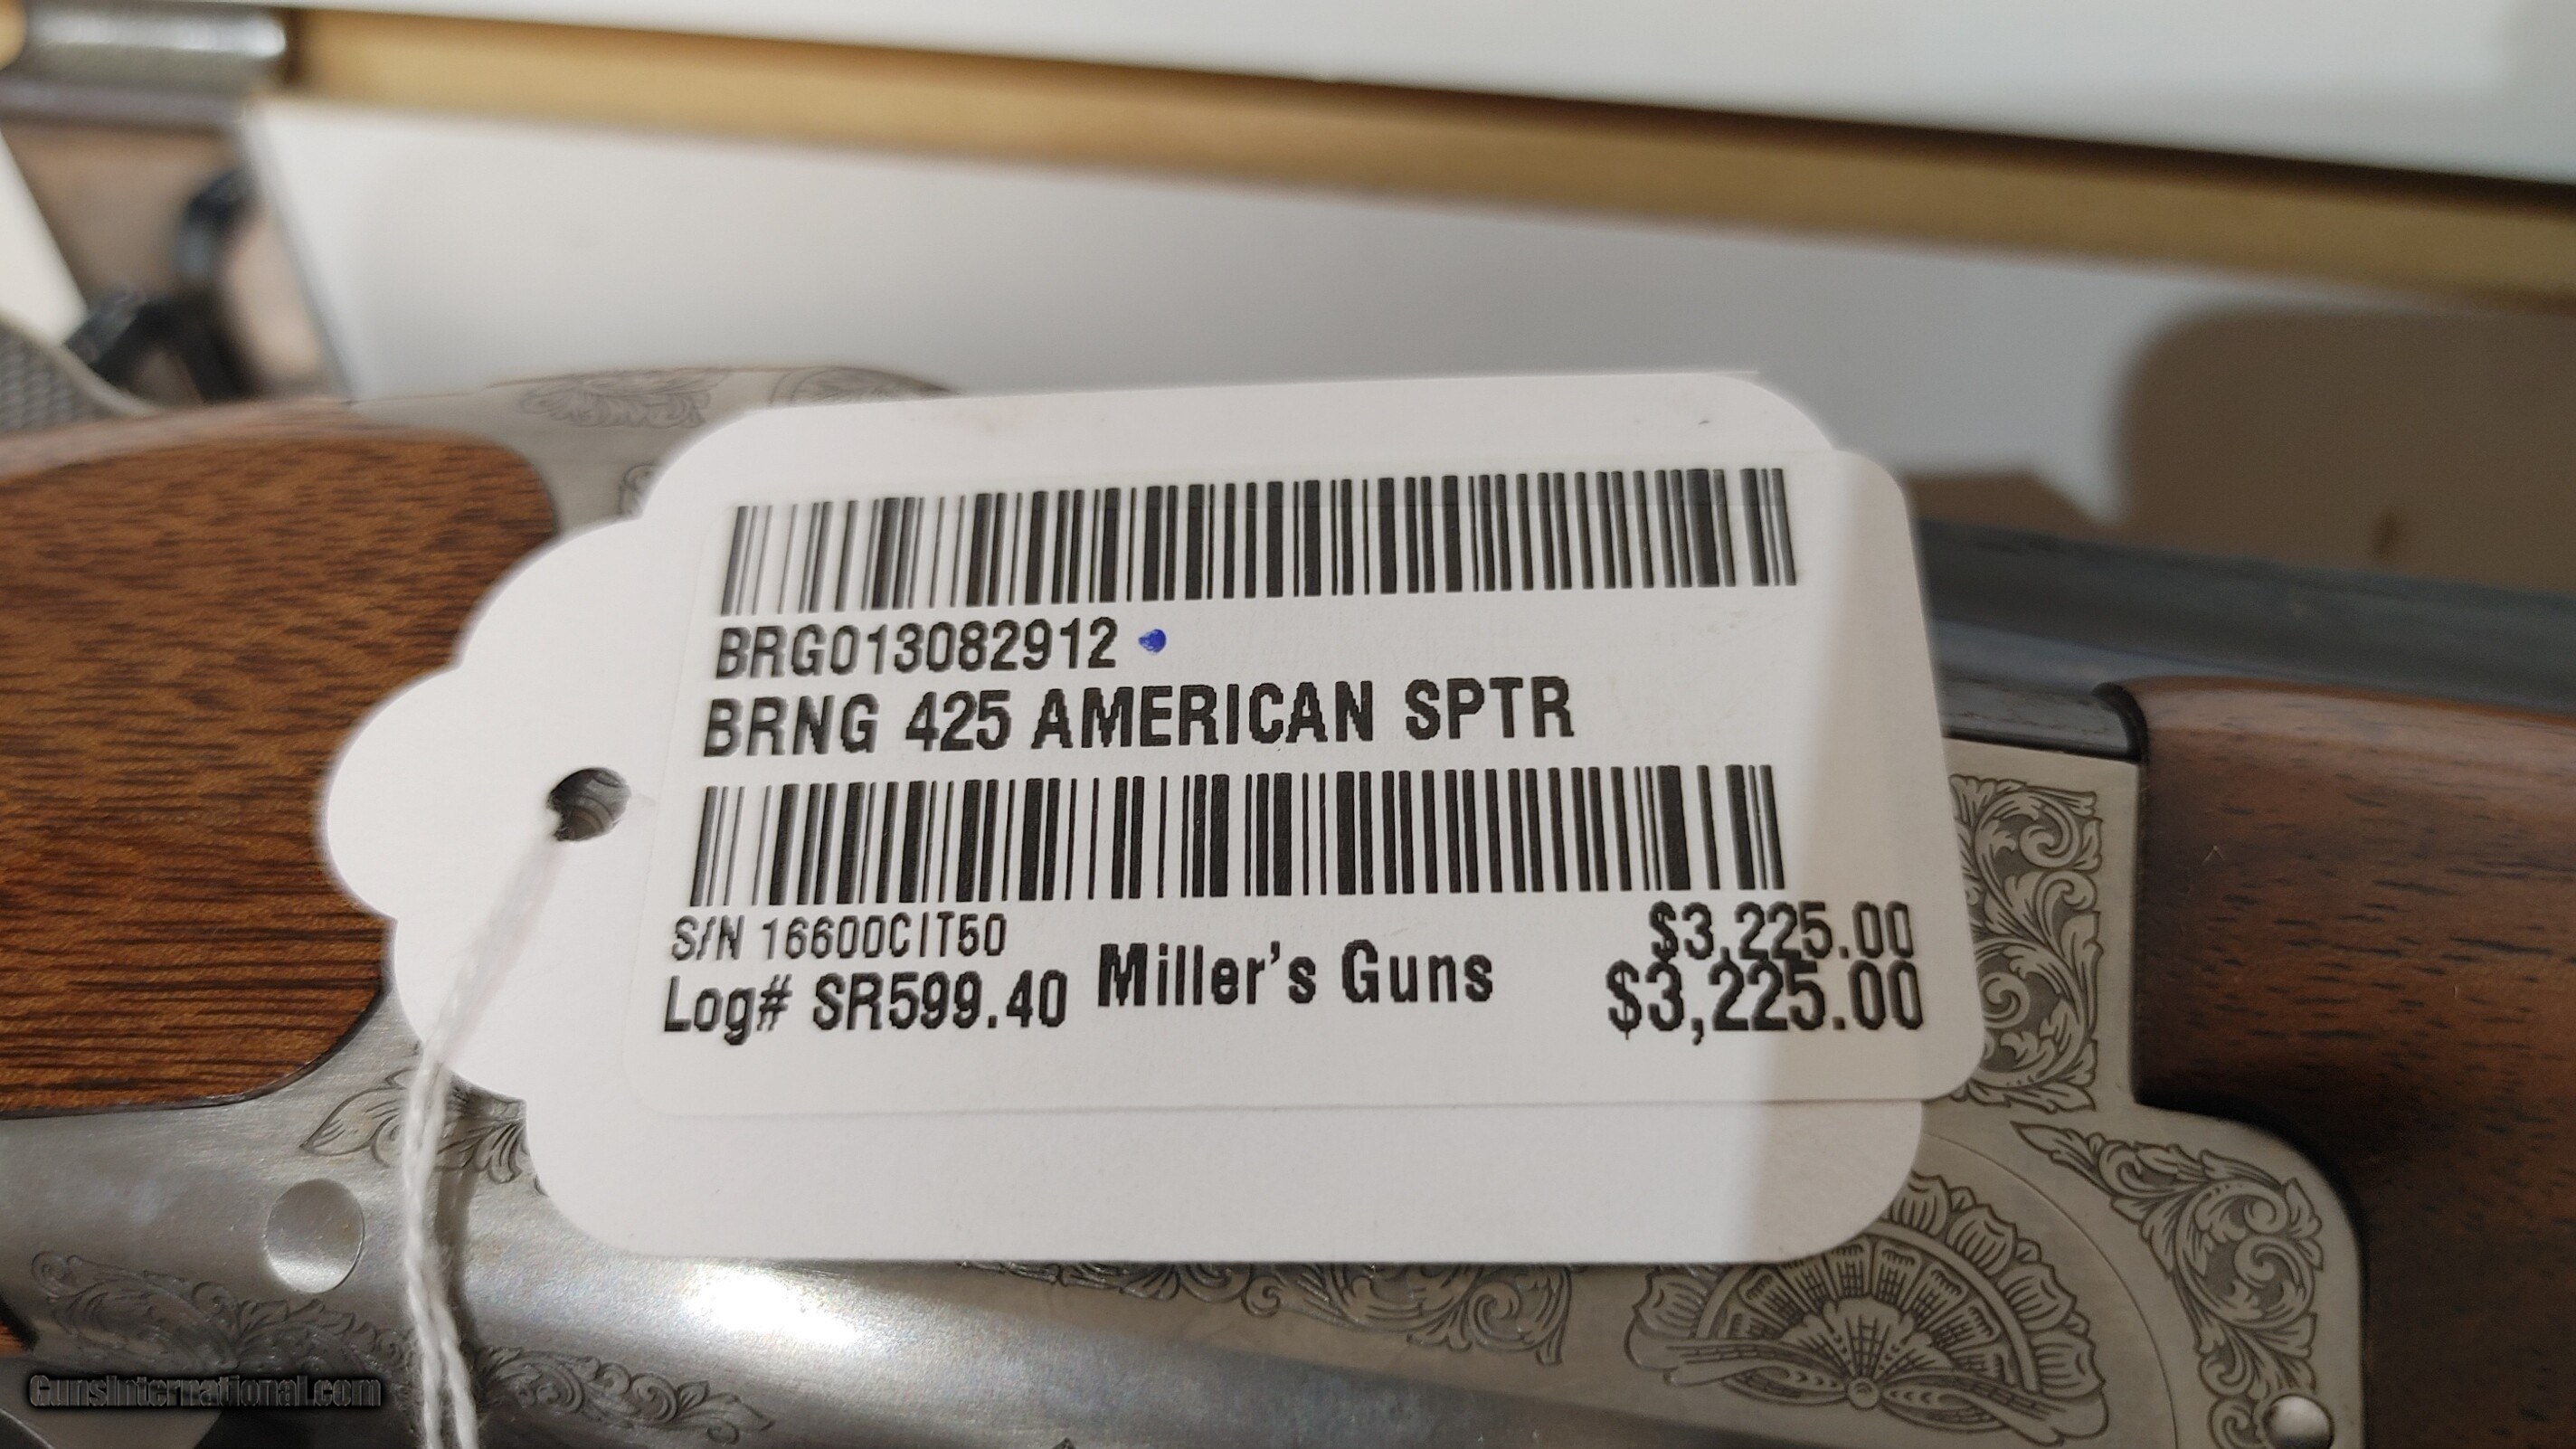 BRG013082912
BRNG 425 AMERICAN SPTR
S/N 16600CIT50
$3,225.00
Log# SR599.40
Miller's Guns
$3,225.00
GunsInternational.com